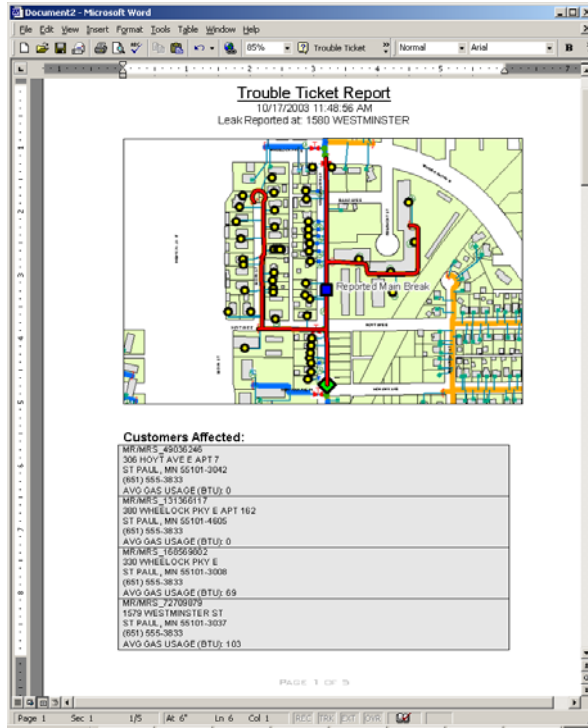 Document2 - Microsoft Word
File Edit View Insert Format Tools Table Window Help
85% Trouble Ticket Normal Arial B
Trouble Ticket Report
10/17/2003 11:48:56 AM
Leak Reported at: 1580 WESTMINSTER
Reported Main Break
Customers Affected:
MR/MRS_49036246
306 HOYT AVE E APT 7
ST PAUL, MN 55101-3042
(651) 555-3833
AVG GAS USAGE (BTU): 0
MR/MRS_131366117
380 WHEELOCK PKY E APT 162
ST PAUL, MN 55101-4605
(651) 555-3833
AVG GAS USAGE (BTU): 0
MR/MRS_168569802
330 WHEELOCK PKY E
ST PAUL, MN 55101-3008
(651) 555-3833
AVG GAS USAGE (BTU): 69
MR/MRS_72709879
1579 WESTMINSTER ST
ST PAUL, MN 55101-3037
(651) 555-3833
AVG GAS USAGE (BTU): 103
PAGE 1 OF 5
Page 1 Sec 1 1/5 At 6" Ln 6 Col 1 REC TRK EXT OVR